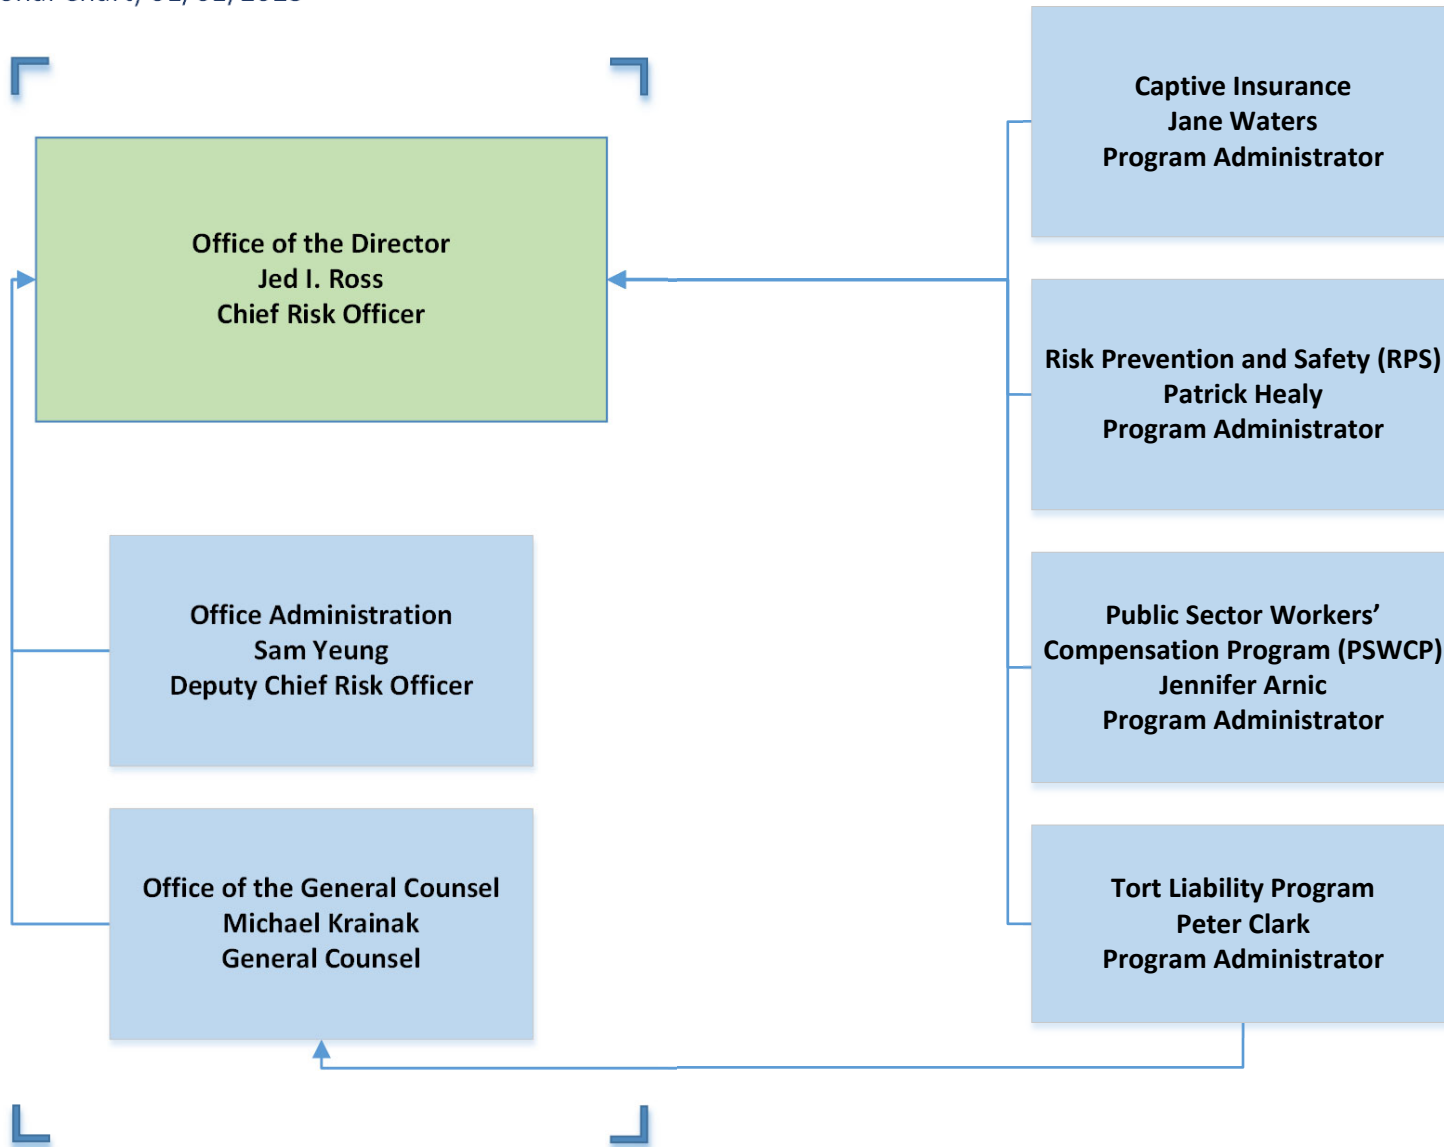 Office of the Director
Jed I. Ross
Chief Risk Officer
Office Administration
Sam Yeung
Deputy Chief Risk Officer
Office of the General Counsel
Michael Krainak
General Counsel
Captive Insurance
Jane Waters
Program Administrator
Risk Prevention and Safety (RPS)
Patrick Healy
Program Administrator
Public Sector Workers’
Compensation Program (PSWCP)
Jennifer Arnic
Program Administrator
Tort Liability Program
Peter Clark
Program Administrator